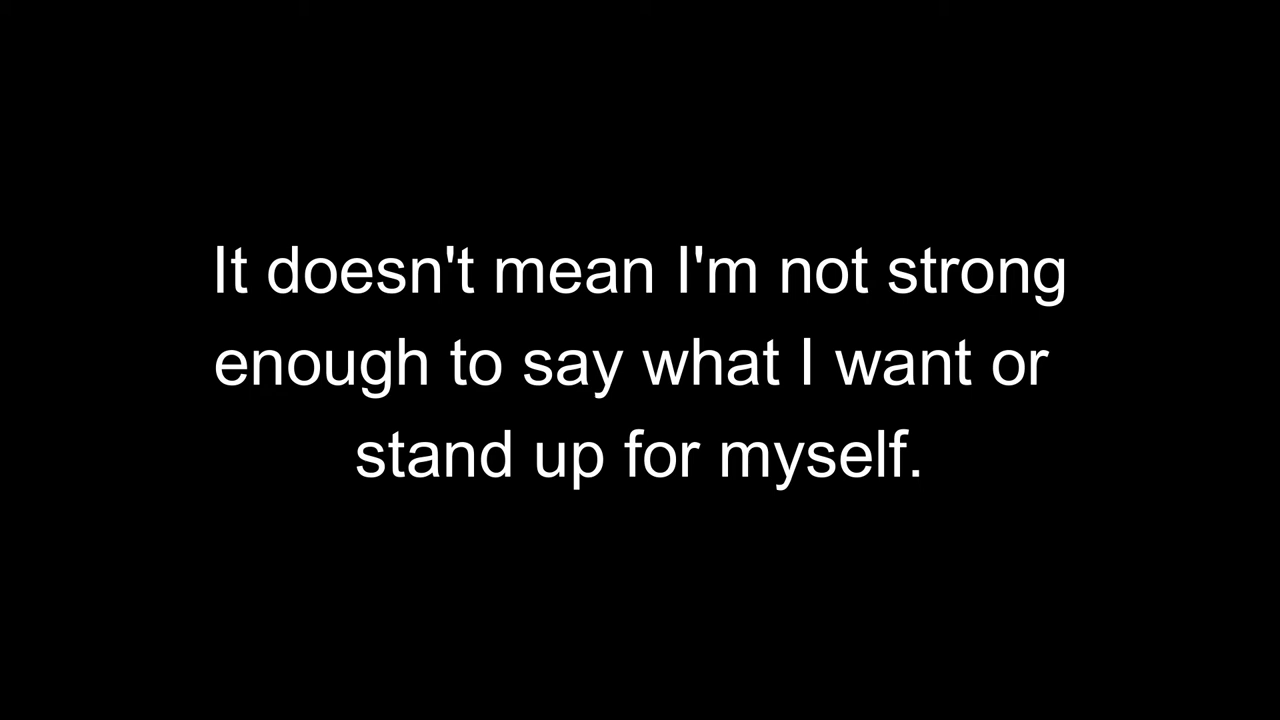 It doesn't mean I'm not strong
enough to say what I want or
stand up for myself.